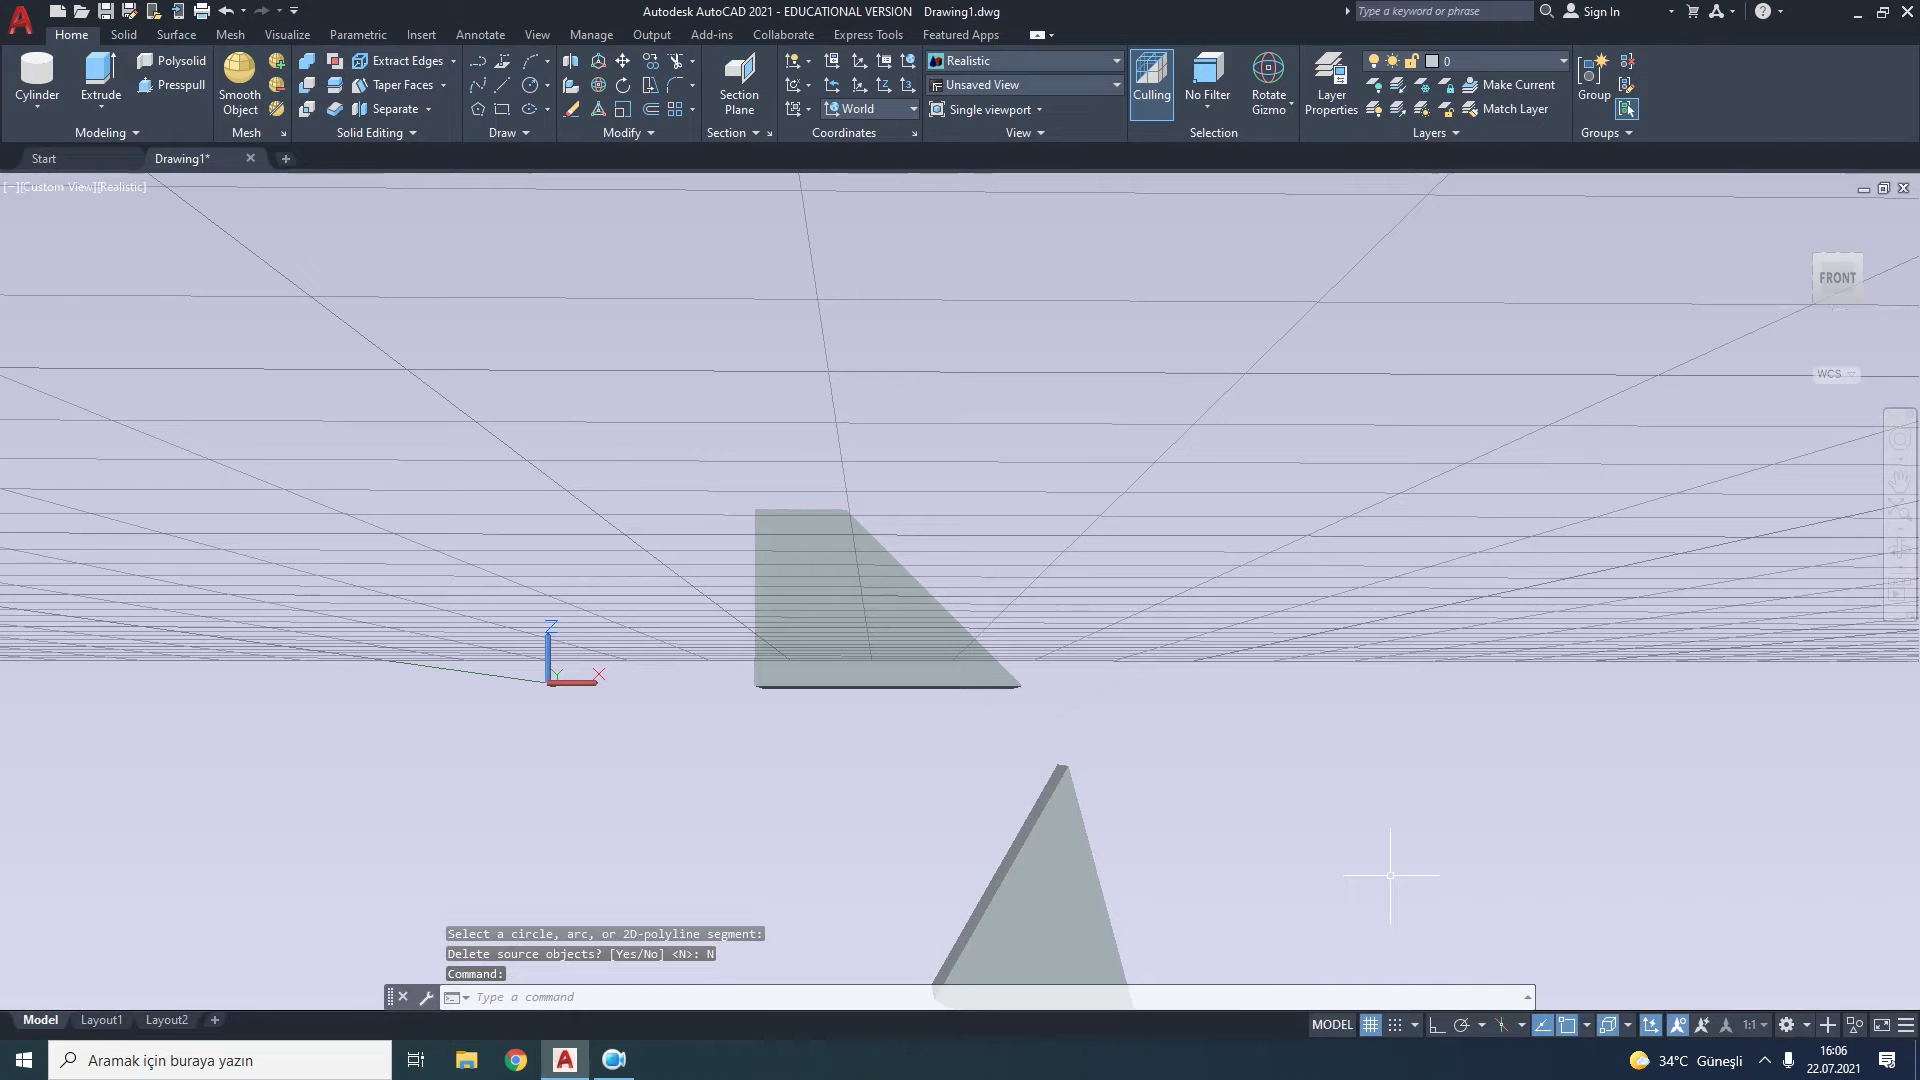 Autodesk AutoCAD 2021 - EDUCATIONAL VERSION Drawing1.dwg
Type a keyword or phrase
Sign In
Home Solid Surface Mesh Visualize Parametric Insert Annotate View Manage Output Add-ins Collaborate Express Tools Featured Apps
Cylinder
Extrude
Polysolid
Presspull
Modeling
Smooth Object
Mesh
Extract Edges
Taper Faces
Separate
Solid Editing
Draw
Modify
Section Plane
Section
World
Coordinates
Realistic
Unsaved View
Single viewport
View
Culling
No Filter
Rotate Gizmo
Selection
Layer Properties
0
Make Current
Match Layer
Layers
Group
Groups
Start
Drawing1*
[−][Custom View][Realistic]
FRONT
WCS
Z
Y
X
Select a circle, arc, or 2D-polyline segment:
Delete source objects? [Yes/No] <N>: N
Command:
Type a command
Model Layout1 Layout2
MODEL
1:1
Aramak için buraya yazın
34°C Güneşli
16:06
22.07.2021